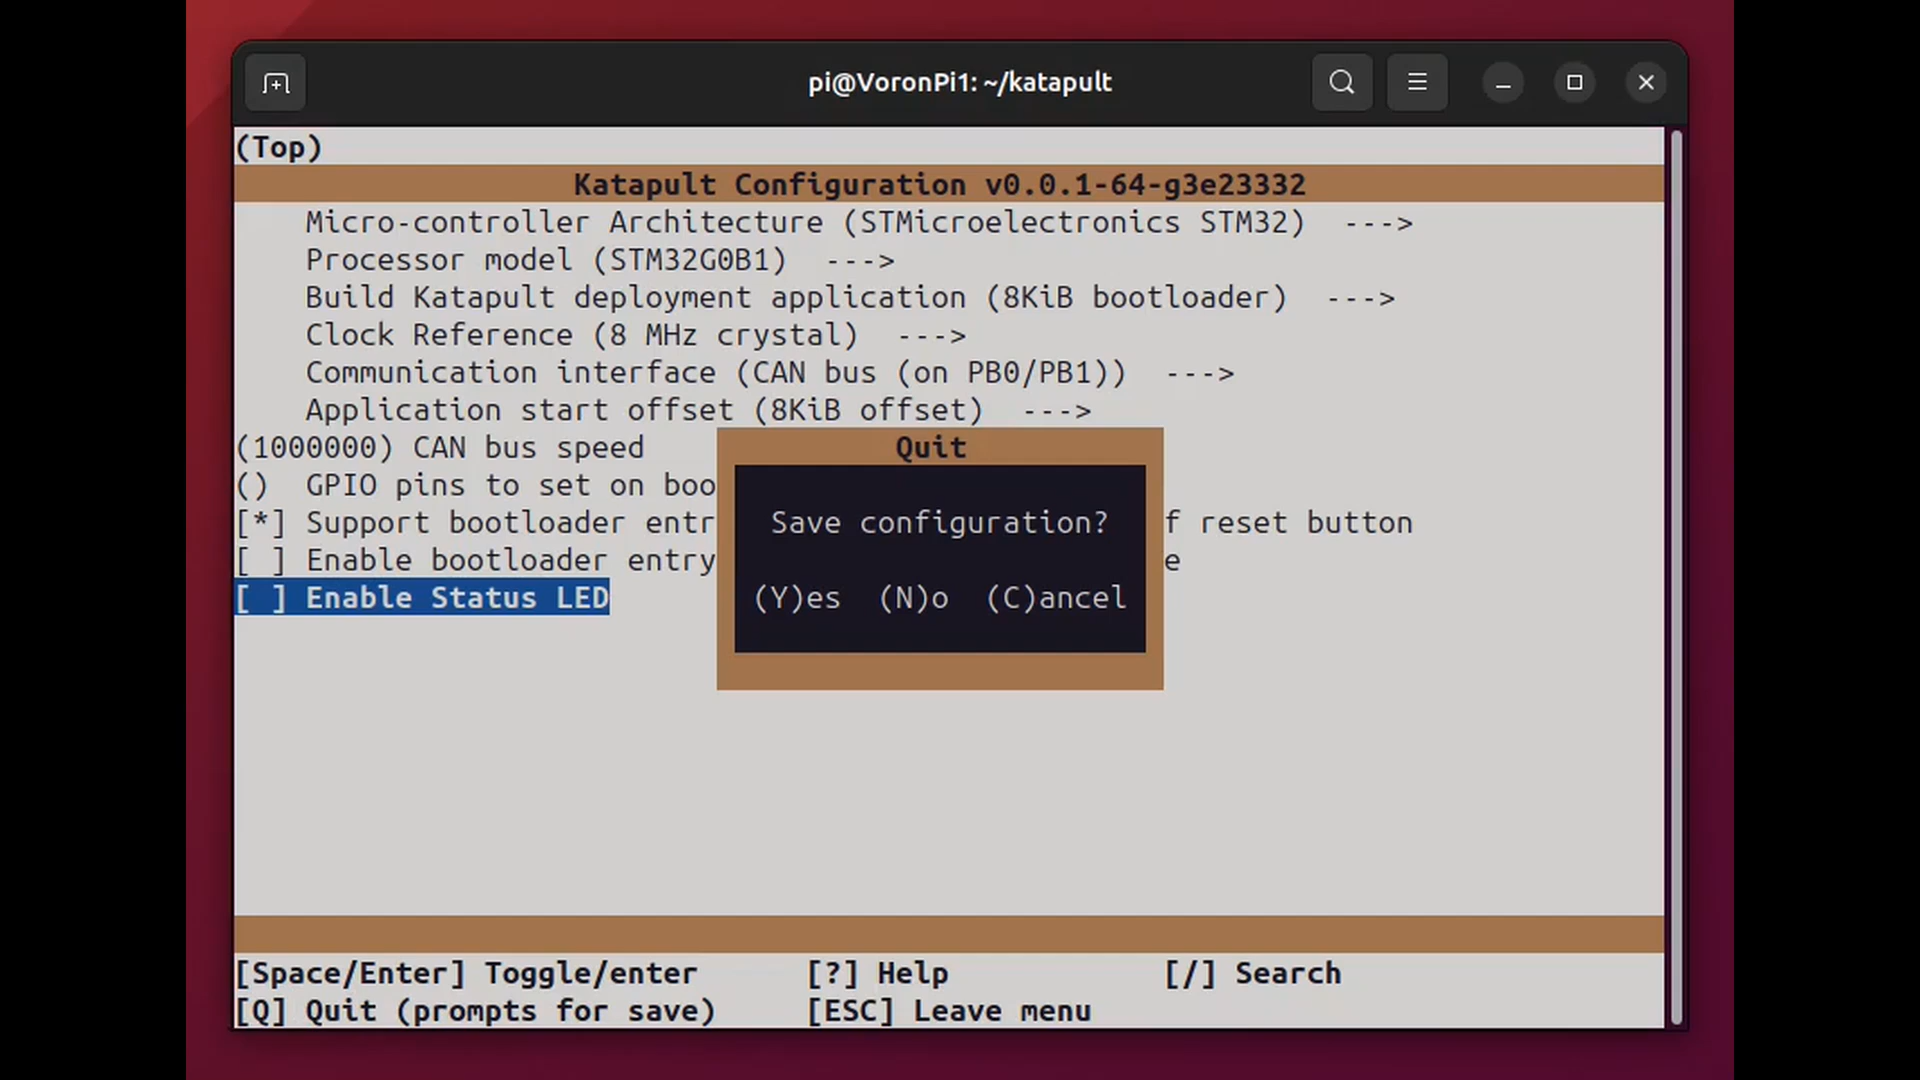 pi@VoronPi1: ~/katapult
(Top)
Katapult Configuration v0.0.1-64-g3e23332
Micro-controller Architecture (STMicroelectronics STM32) --->
Processor model (STM32G0B1) --->
Build Katapult deployment application (8KiB bootloader) --->
Clock Reference (8 MHz crystal) --->
Communication interface (CAN bus (on PB0/PB1)) --->
Application start offset (8KiB offset) --->
(1000000) CAN bus speed
() GPIO pins to set on boo
[*] Support bootloader entr f reset button
[ ] Enable bootloader entry e
[ ] Enable Status LED
Quit
Save configuration?
(Y)es (N)o (C)ancel
[Space/Enter] Toggle/enter [?] Help [/] Search
[Q] Quit (prompts for save) [ESC] Leave menu